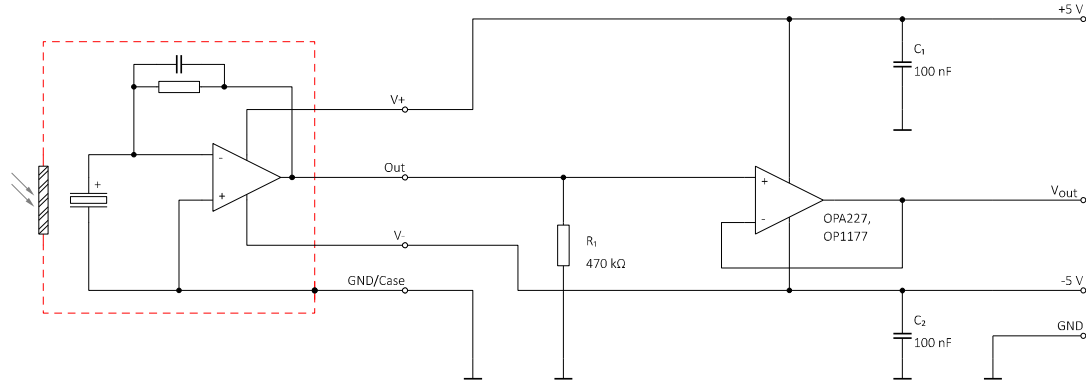 +5 V
C₁
100 nF
V+
Out
+
-
+
+
-
OPA227,
OP1177
Vout
V-
R₁
470 kΩ
GND/Case
-5 V
C₂
100 nF
GND